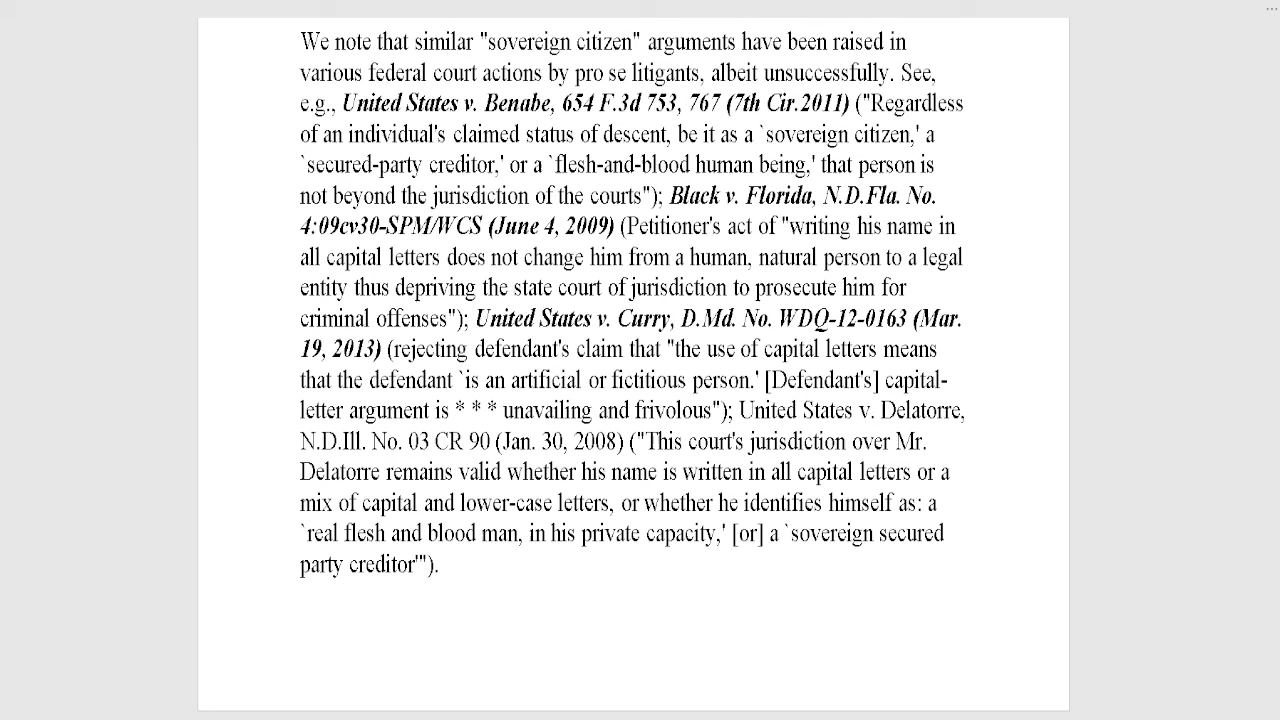 We note that similar "sovereign citizen" arguments have been raised in
various federal court actions by pro se litigants, albeit unsuccessfully. See,
e.g., United States v. Benabe, 654 F.3d 753, 767 (7th Cir.2011) ("Regardless
of an individual's claimed status of descent, be it as a `sovereign citizen,' a
`secured-party creditor,' or a `flesh-and-blood human being,' that person is
not beyond the jurisdiction of the courts"); Black v. Florida, N.D.Fla. No.
4:09cv30-SPM/WCS (June 4, 2009) (Petitioner's act of "writing his name in
all capital letters does not change him from a human, natural person to a legal
entity thus depriving the state court of jurisdiction to prosecute him for
criminal offenses"); United States v. Curry, D.Md. No. WDQ-12-0163 (Mar.
19, 2013) (rejecting defendant's claim that "the use of capital letters means
that the defendant `is an artificial or fictitious person.' [Defendant's] capital-
letter argument is * * * unavailing and frivolous"); United States v. Delatorre,
N.D.Ill. No. 03 CR 90 (Jan. 30, 2008) ("This court's jurisdiction over Mr.
Delatorre remains valid whether his name is written in all capital letters or a
mix of capital and lower-case letters, or whether he identifies himself as: a
`real flesh and blood man, in his private capacity,' [or] a `sovereign secured
party creditor'").